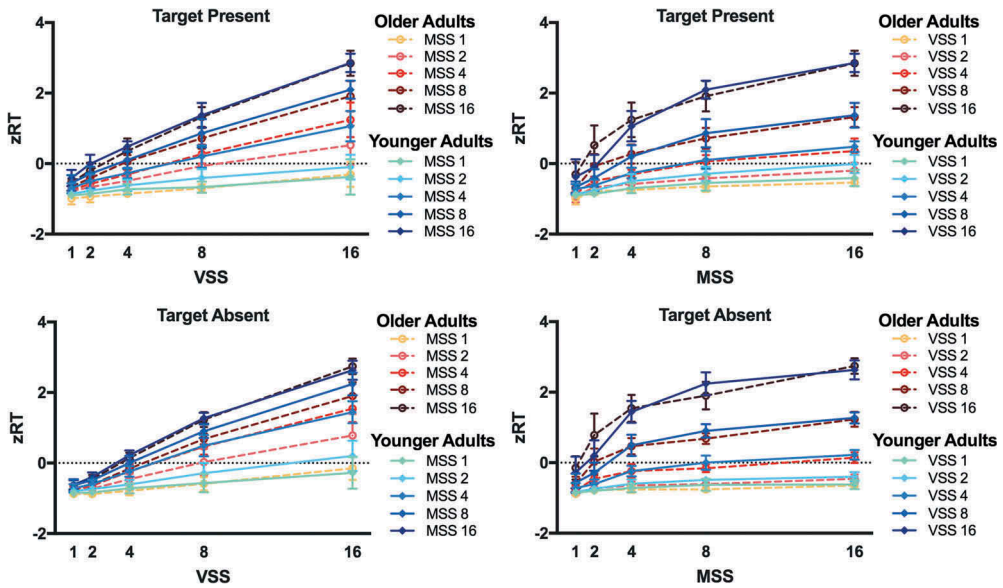 Target Present
4
2
0
-2
zRT
1 2 4 8 16
VSS
Older Adults
MSS 1
MSS 2
MSS 4
MSS 8
MSS 16
Younger Adults
MSS 1
MSS 2
MSS 4
MSS 8
MSS 16
Target Present
4
2
0
-2
zRT
1 2 4 8 16
MSS
Older Adults
VSS 1
VSS 2
VSS 4
VSS 8
VSS 16
Younger Adults
VSS 1
VSS 2
VSS 4
VSS 8
VSS 16
Target Absent
4
2
0
-2
zRT
1 2 4 8 16
VSS
Older Adults
MSS 1
MSS 2
MSS 4
MSS 8
MSS 16
Younger Adults
MSS 1
MSS 2
MSS 4
MSS 8
MSS 16
Target Absent
4
2
0
-2
zRT
1 2 4 8 16
MSS
Older Adults
VSS 1
VSS 2
VSS 4
VSS 8
VSS 16
Younger Adults
VSS 1
VSS 2
VSS 4
VSS 8
VSS 16